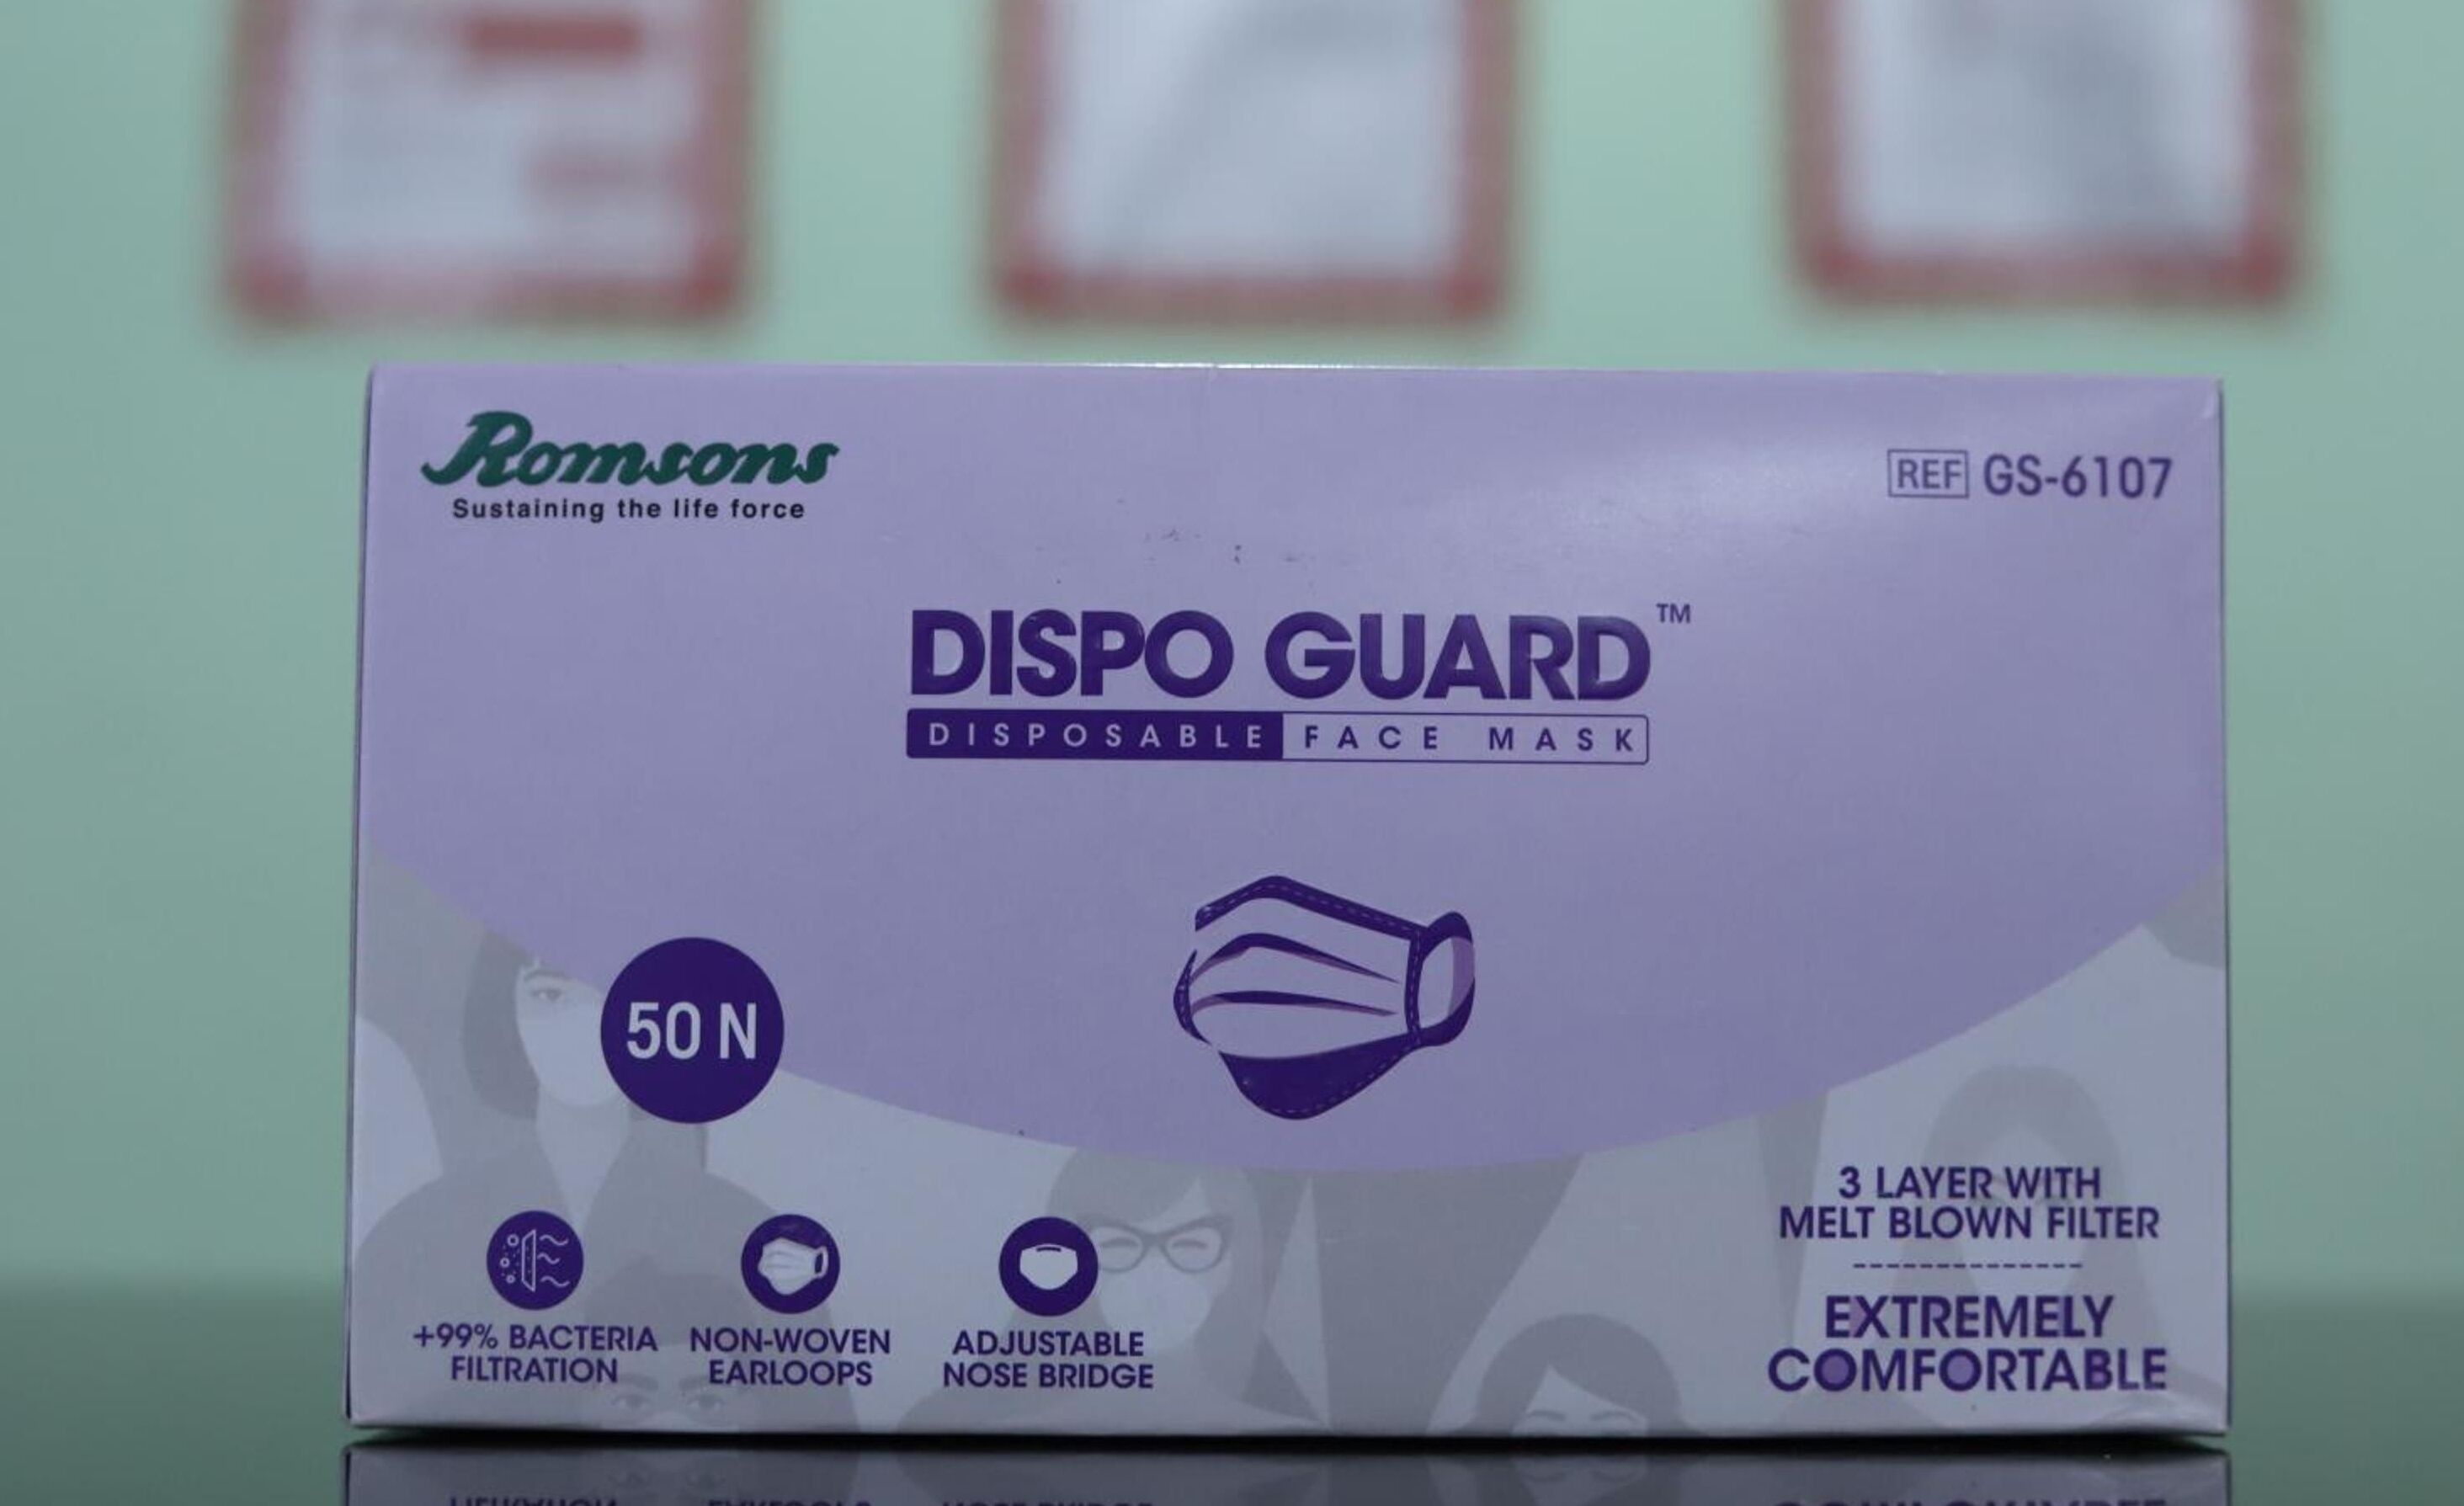 Romsons
Sustaining the life force
REF GS-6107
DISPO GUARD™
DISPOSABLE FACE MASK
50 N
+99% BACTERIA
FILTRATION
NON-WOVEN
EARLOOPS
ADJUSTABLE
NOSE BRIDGE
3 LAYER WITH
MELT BLOWN FILTER
EXTREMELY
COMFORTABLE